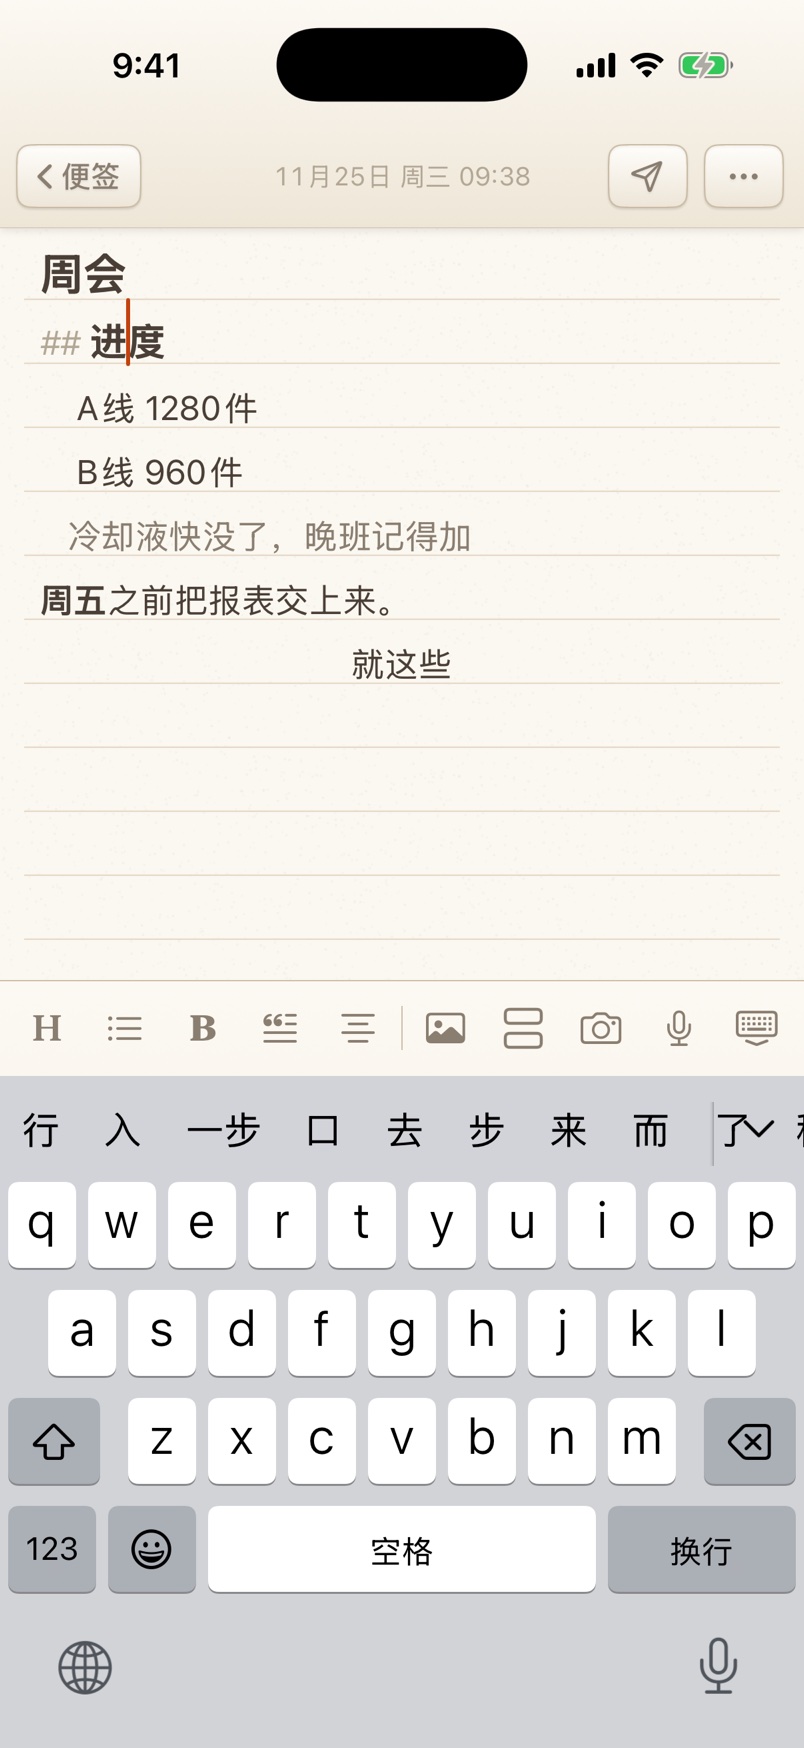 9:41
便签
11月25日 周三 09:38
周会
## 进度
A线 1280件
B线 960件
冷却液快没了，晚班记得加
周五之前把报表交上来。
就这些
H B
行 入 一步 口 去 步 来 而 了
q w e r t y u i o p
a s d f g h j k l
z x c v b n m
123 空格 换行